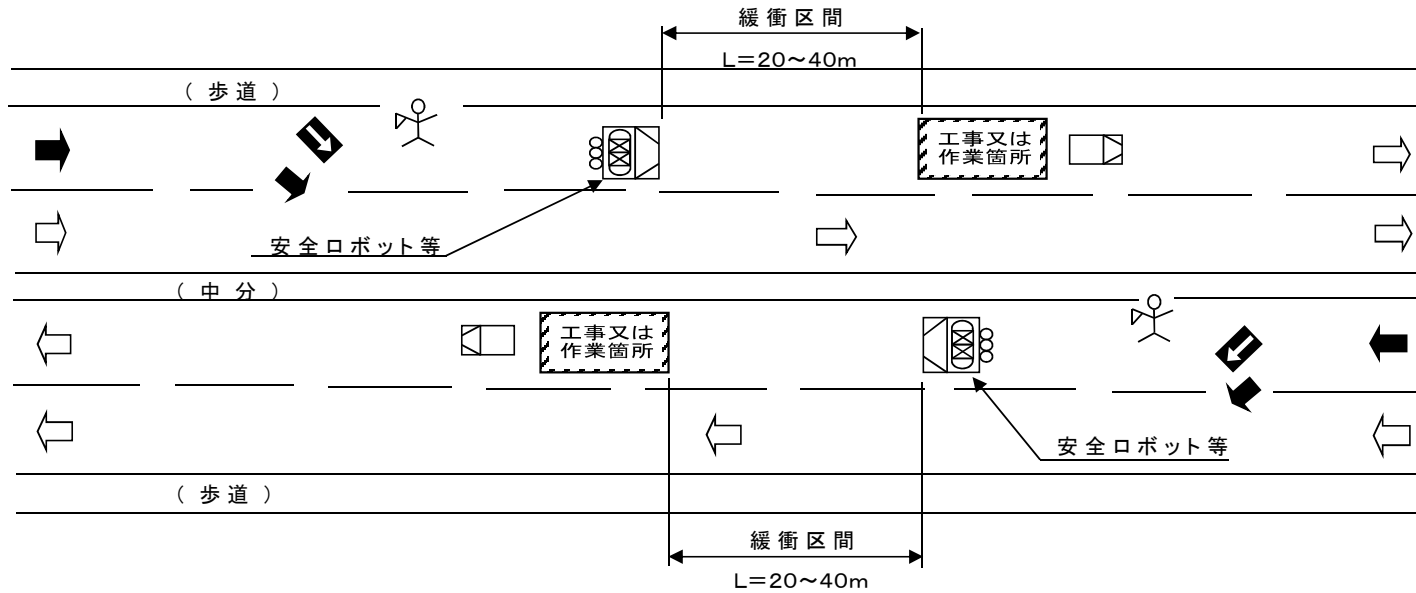 緩衝区間
L=20～40m
(歩道)
工事又は
作業箇所
安全ロボット等
(中分)
工事又は
作業箇所
安全ロボット等
(歩道)
緩衝区間
L=20～40m